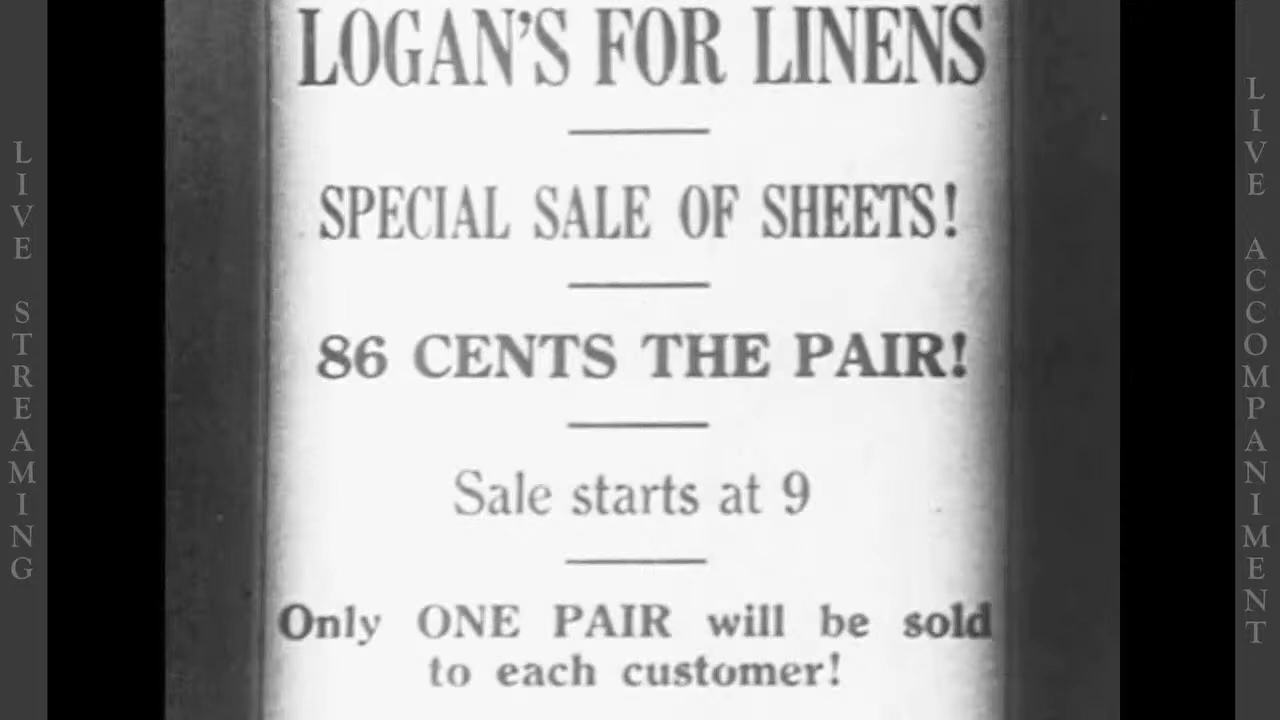 LOGAN'S FOR LINENS
SPECIAL SALE OF SHEETS!
86 CENTS THE PAIR!
Sale starts at 9
Only ONE PAIR will be sold
to each customer!
LIVE STREAMING
LIVE ACCOMPANIMENT